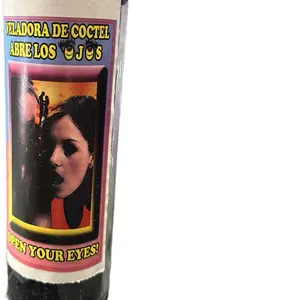 VELADORA DE COCTEL
ABRE LOS OJOS
OPEN YOUR EYES!